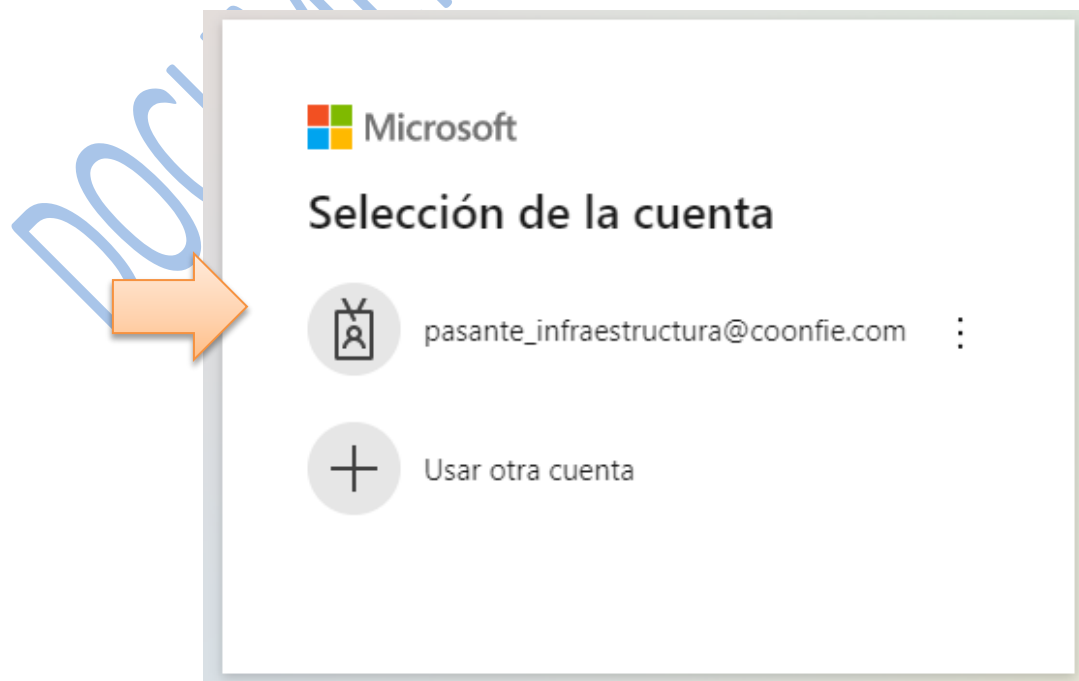 Microsoft
Selección de la cuenta
pasante_infraestructura@coonfie.com
Usar otra cuenta